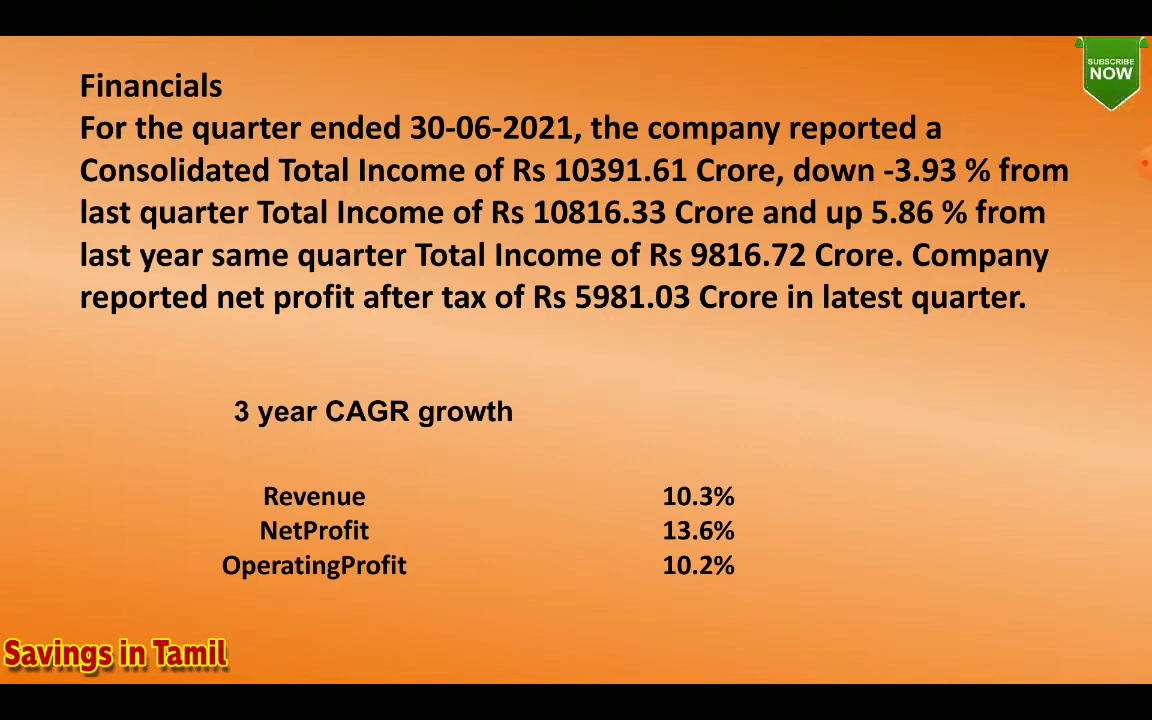 SUBSCRIBE
NOW
Financials
For the quarter ended 30-06-2021, the company reported a
Consolidated Total Income of Rs 10391.61 Crore, down -3.93 % from
last quarter Total Income of Rs 10816.33 Crore and up 5.86 % from
last year same quarter Total Income of Rs 9816.72 Crore. Company
reported net profit after tax of Rs 5981.03 Crore in latest quarter.
3 year CAGR growth
Revenue 10.3%
NetProfit 13.6%
OperatingProfit 10.2%
Savings in Tamil